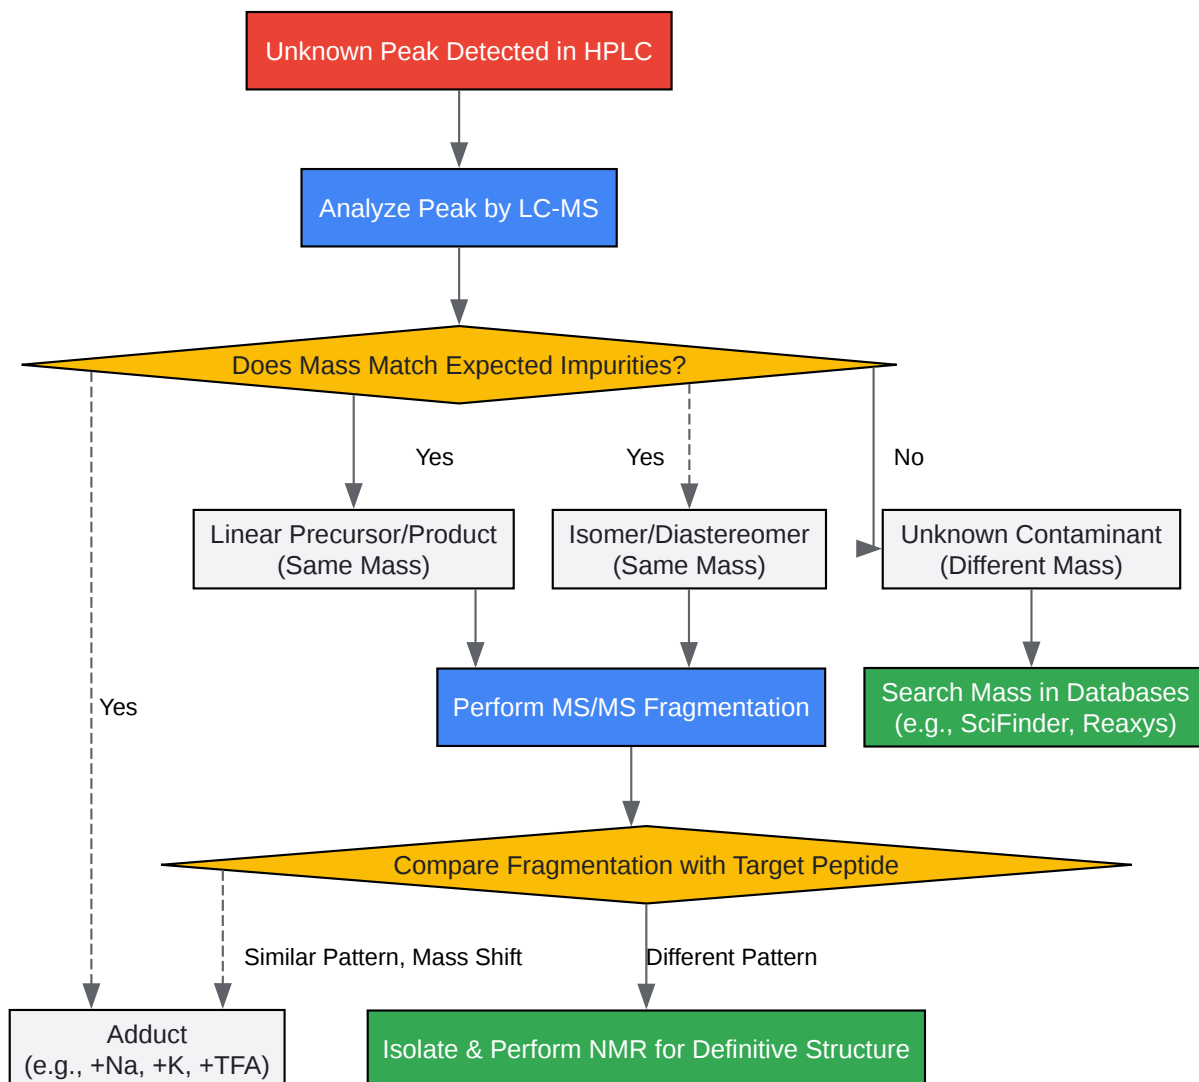 Unknown Peak Detected in HPLC
Analyze Peak by LC-MS
Does Mass Match Expected Impurities?
Yes
Yes
No
Linear Precursor/Product
(Same Mass)
Isomer/Diastereomer
(Same Mass)
Unknown Contaminant
(Different Mass)
Yes
Perform MS/MS Fragmentation
Search Mass in Databases
(e.g., SciFinder, Reaxys)
Compare Fragmentation with Target Peptide
Similar Pattern, Mass Shift
Different Pattern
Adduct
(e.g., +Na, +K, +TFA)
Isolate & Perform NMR for Definitive Structure